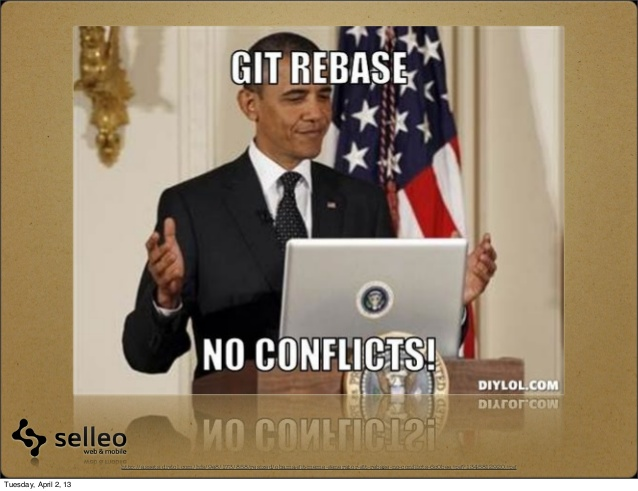 GIT REBASE
NO CONFLICTS!
DIYLOL.COM
selleo
web & mobile
Tuesday, April 2, 13